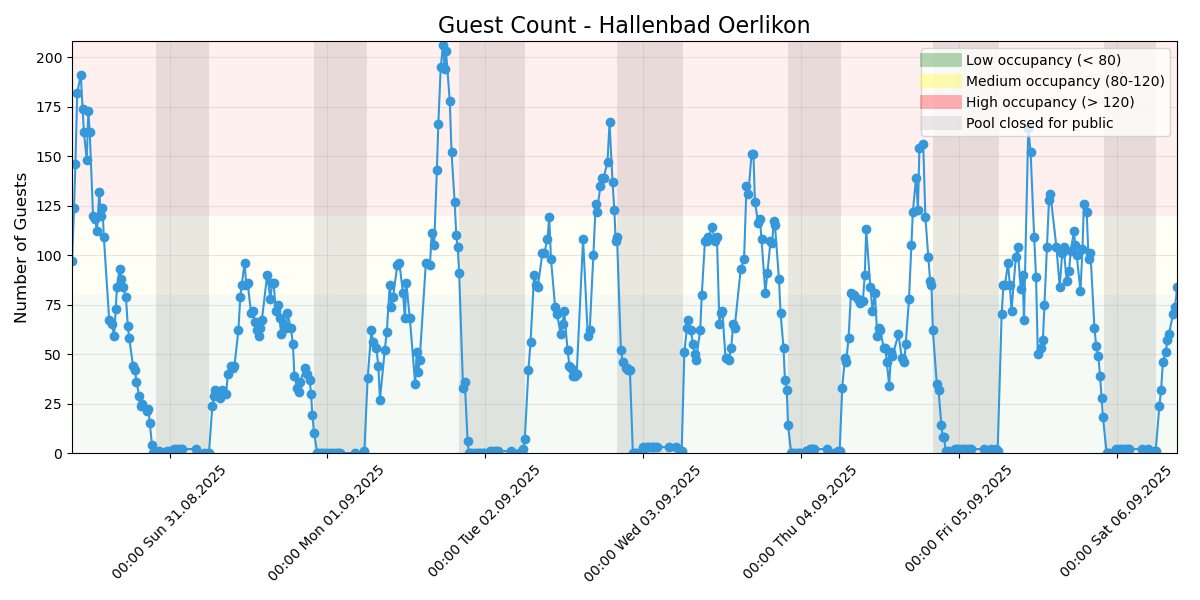 Guest Count - Hallenbad Oerlikon
Number of Guests
200
175
150
125
100
75
50
25
0
Low occupancy (< 80)
Medium occupancy (80-120)
High occupancy (> 120)
Pool closed for public
00:00 Sun 31.08.2025
00:00 Mon 01.09.2025
00:00 Tue 02.09.2025
00:00 Wed 03.09.2025
00:00 Thu 04.09.2025
00:00 Fri 05.09.2025
00:00 Sat 06.09.2025